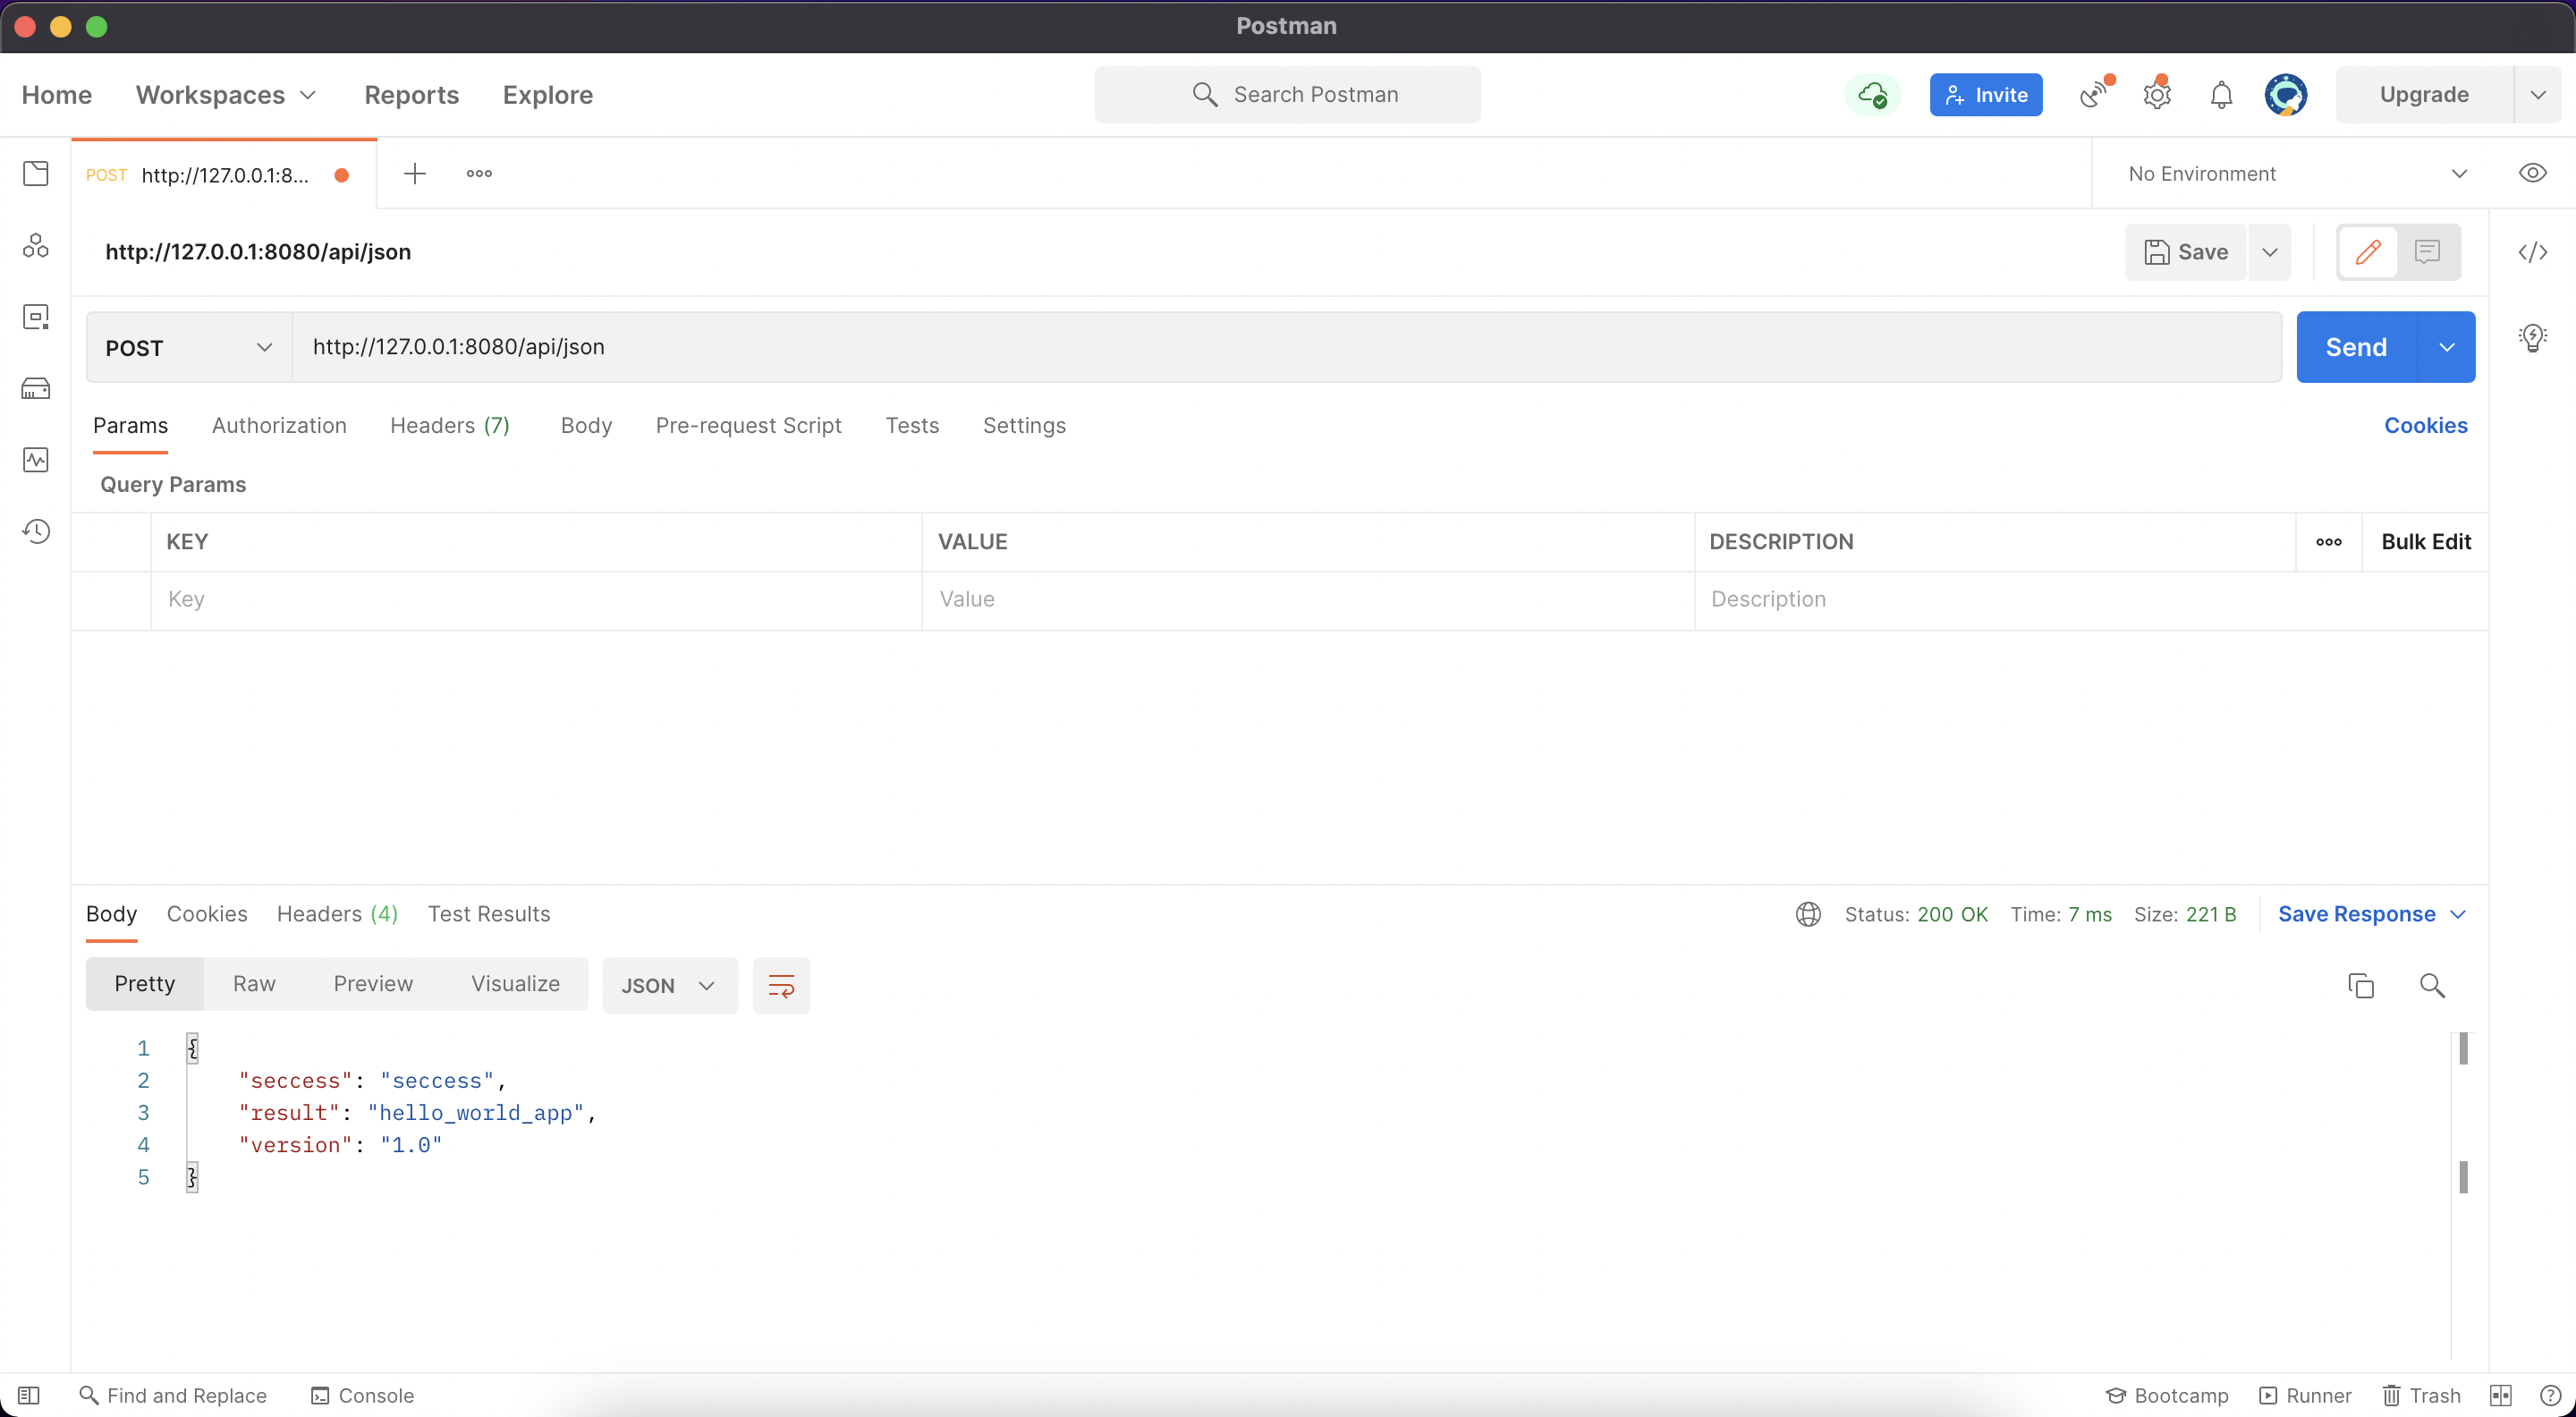 Postman
Home Workspaces Reports Explore Search Postman Invite Upgrade
POST http://127.0.0.1:8... No Environment
http://127.0.0.1:8080/api/json Save
POST http://127.0.0.1:8080/api/json Send
Params Authorization Headers (7) Body Pre-request Script Tests Settings Cookies
Query Params
KEY VALUE DESCRIPTION Bulk Edit
Key Value Description
Body Cookies Headers (4) Test Results Status: 200 OK Time: 7 ms Size: 221 B Save Response
Pretty Raw Preview Visualize JSON
1 {
2 "seccess": "seccess",
3 "result": "hello_world_app",
4 "version": "1.0"
5 }
Find and Replace Console Bootcamp Runner Trash